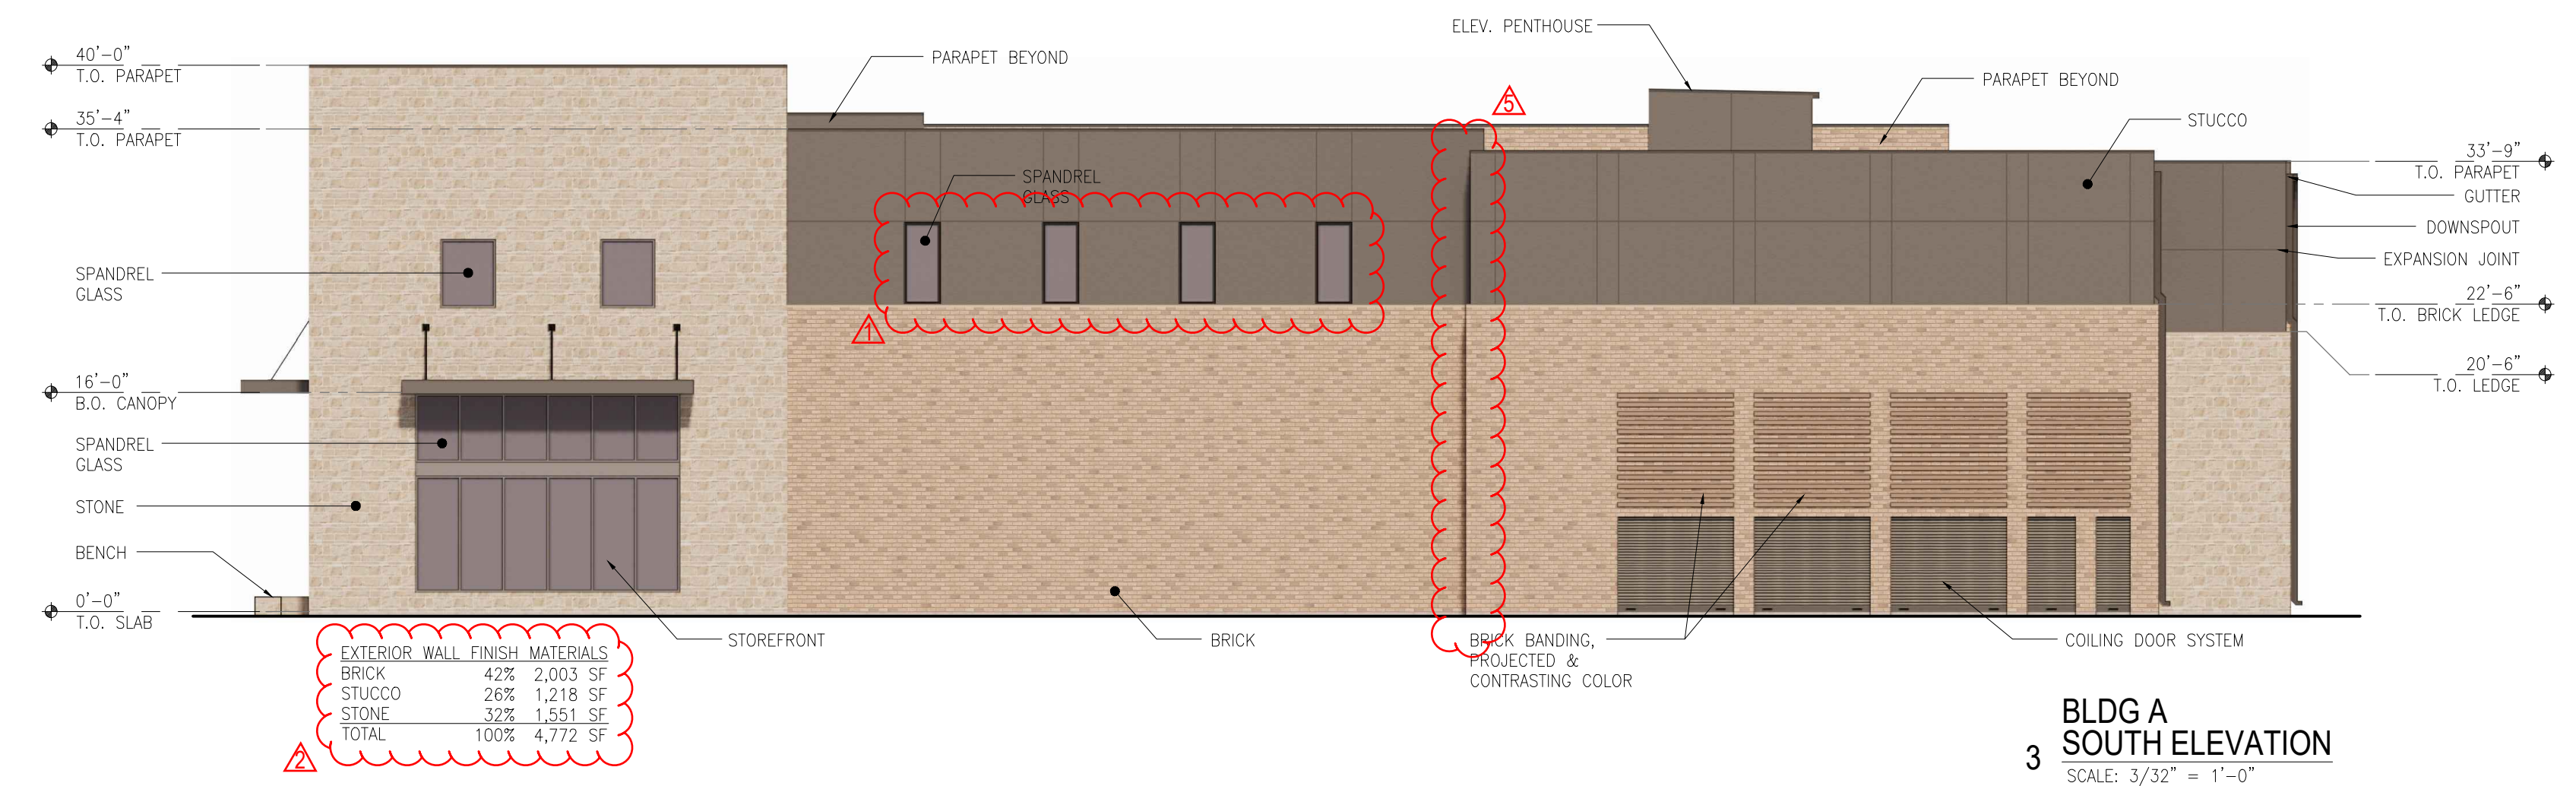 ELEV. PENTHOUSE
40'-0"
T.O. PARAPET
PARAPET BEYOND
PARAPET BEYOND
35'-4"
T.O. PARAPET
5
STUCCO
33'-9"
T.O. PARAPET
SPANDREL
GLASS
GUTTER
DOWNSPOUT
EXPANSION JOINT
SPANDREL
GLASS
22'-6"
T.O. BRICK LEDGE
1
20'-6"
T.O. LEDGE
16'-0"
B.O. CANOPY
SPANDREL
GLASS
STONE
BENCH
0'-0"
T.O. SLAB
STOREFRONT
BRICK
BRICK BANDING,
PROJECTED &
CONTRASTING COLOR
COILING DOOR SYSTEM
EXTERIOR WALL FINISH MATERIALS
BRICK 42% 2,003 SF
STUCCO 26% 1,218 SF
STONE 32% 1,551 SF
TOTAL 100% 4,772 SF
2
3
BLDG A
SOUTH ELEVATION
SCALE: 3/32" = 1'-0"